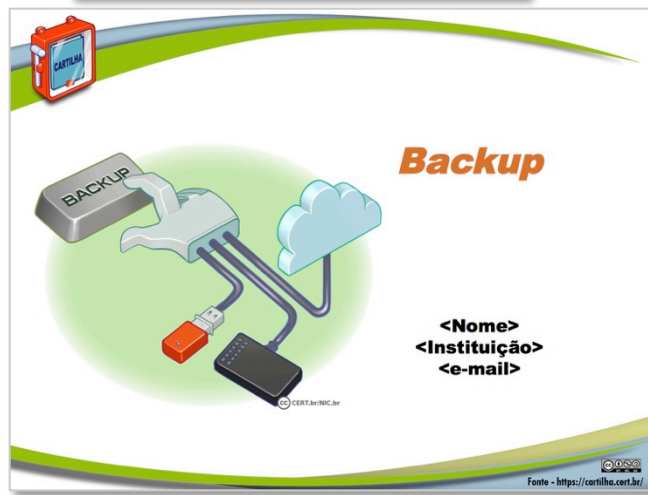 CARTILHA
Backup
BACKUP
<Nome>
<Instituição>
<e-mail>
CERT.br/NIC.br
Fonte - https://cartilha.cert.br/